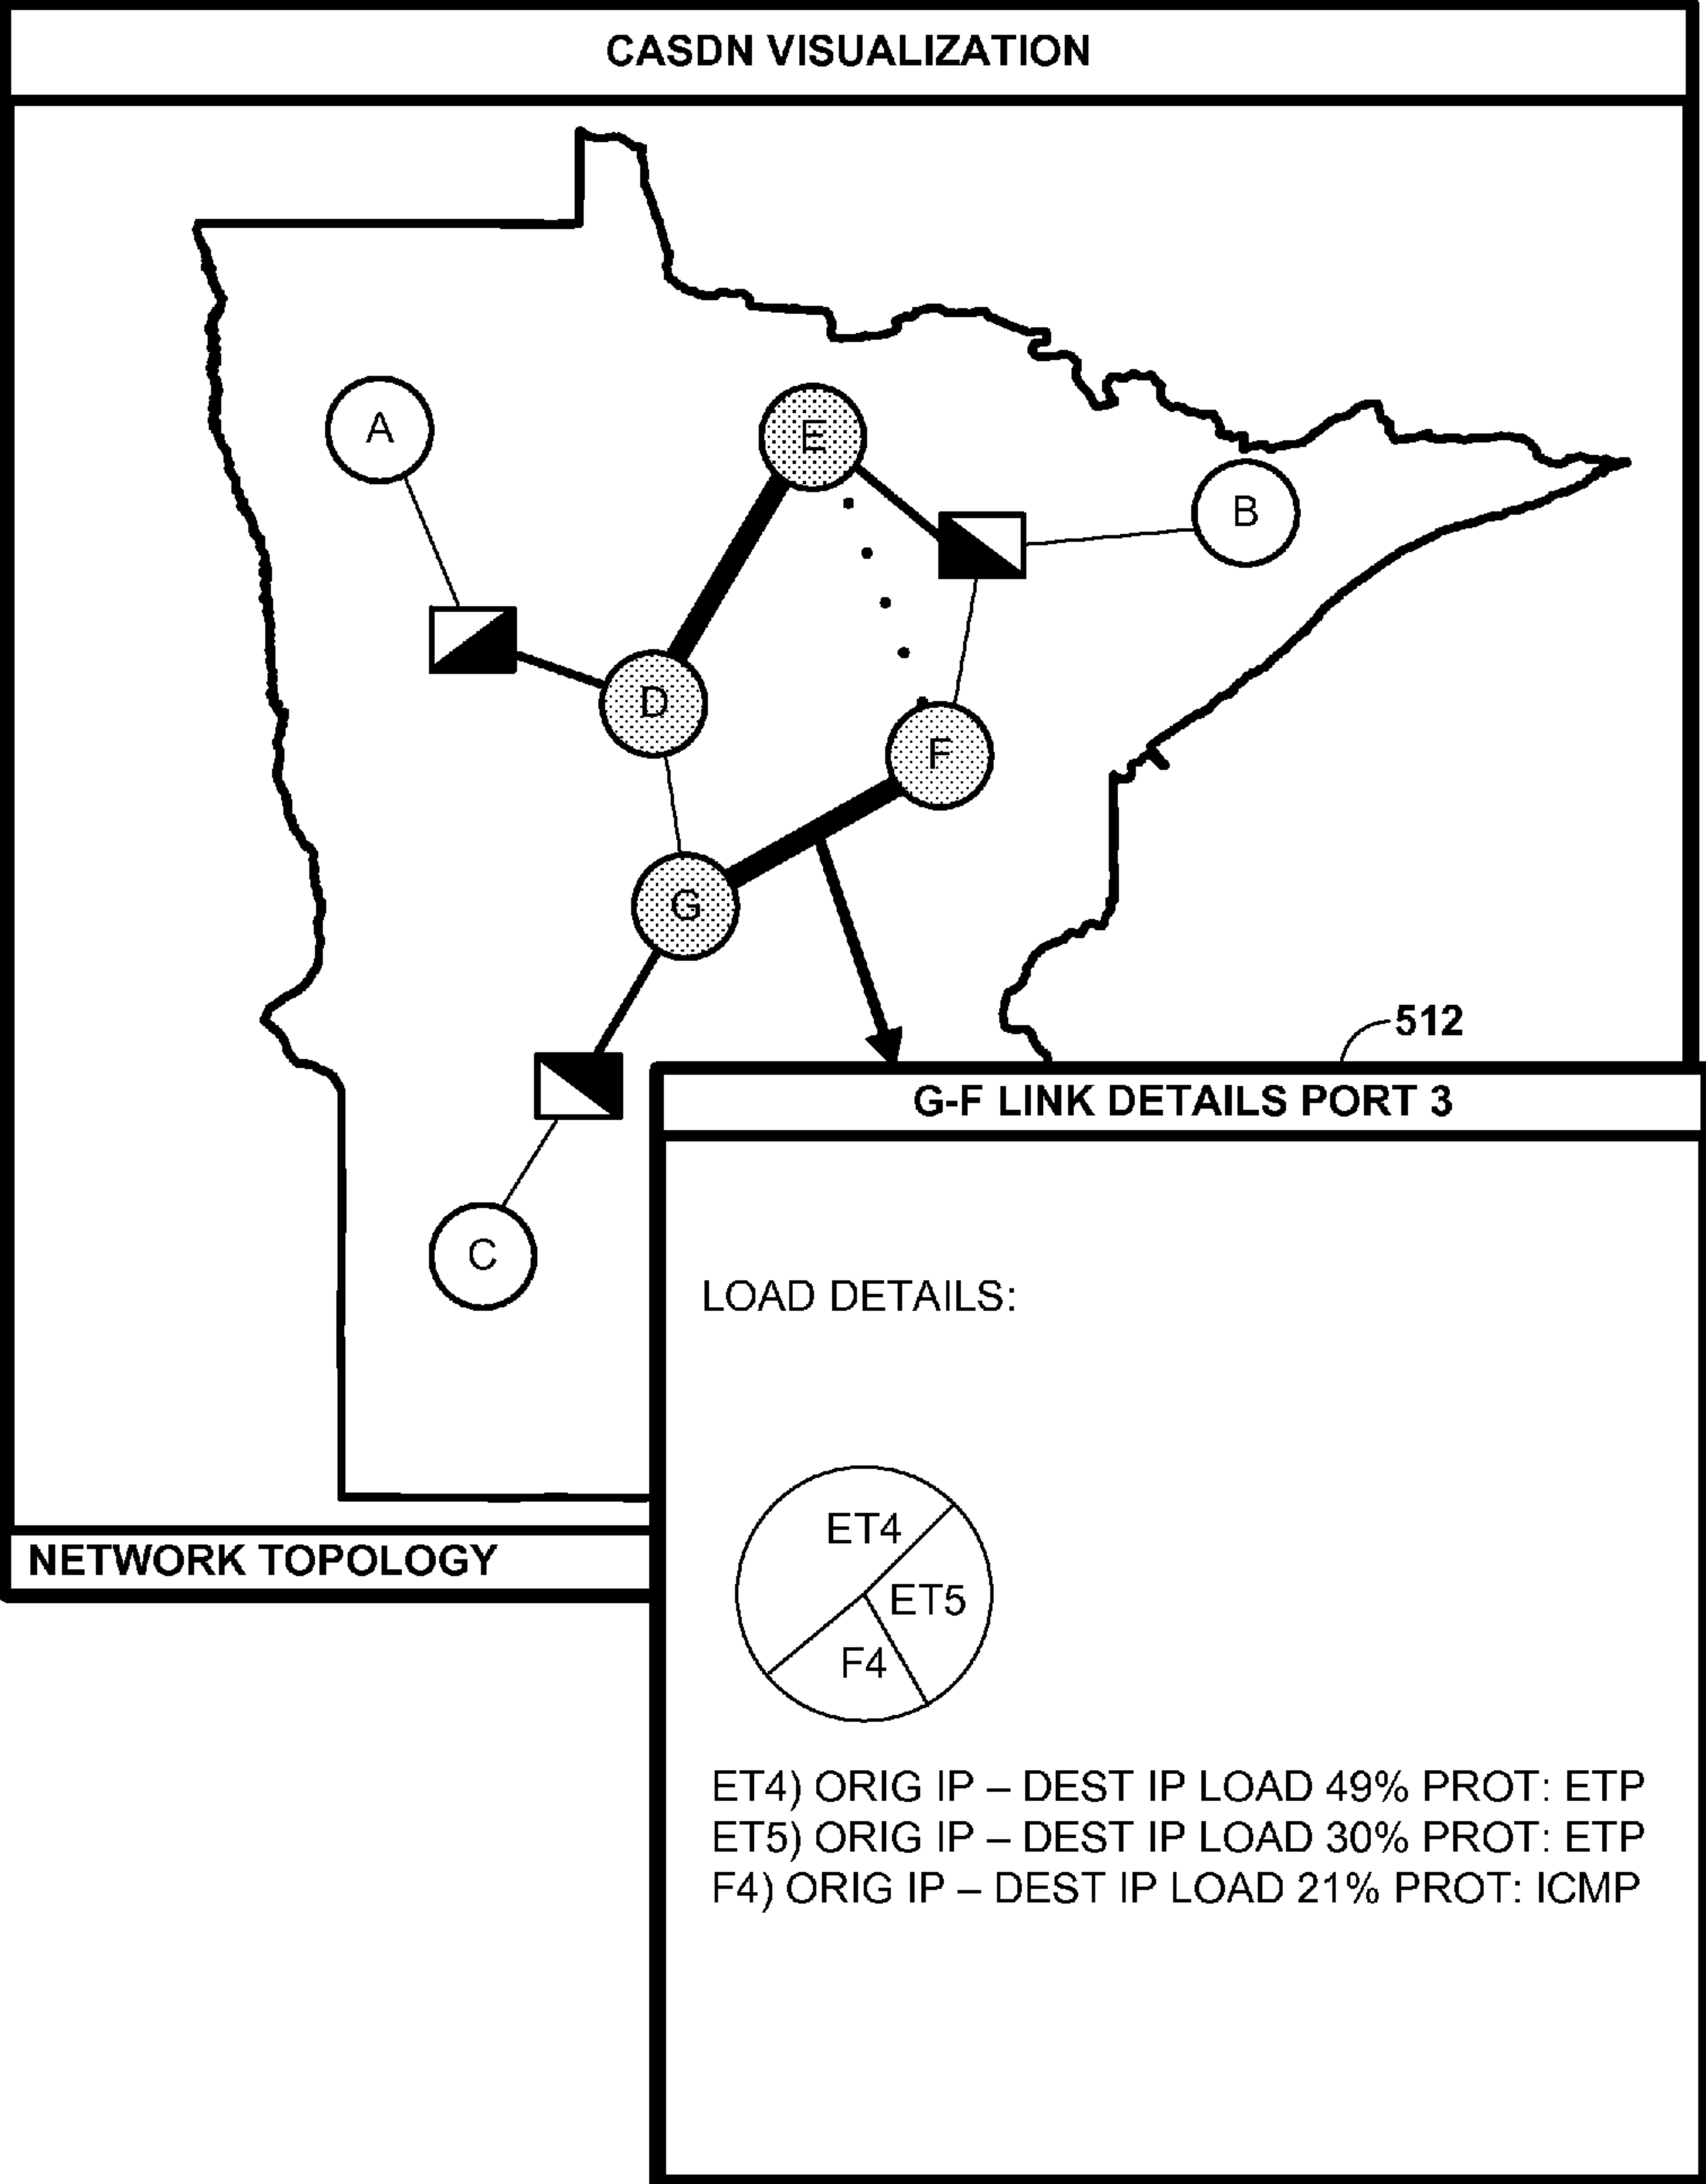 CASDN VISUALIZATION
A
E
B
D
F
G
512
G-F LINK DETAILS PORT 3
C
LOAD DETAILS:
ET4
NETWORK TOPOLOGY
ET5
F4
ET4) ORIG IP – DEST IP LOAD 49% PROT: ETP
ET5) ORIG IP – DEST IP LOAD 30% PROT: ETP
F4) ORIG IP – DEST IP LOAD 21% PROT: ICMP